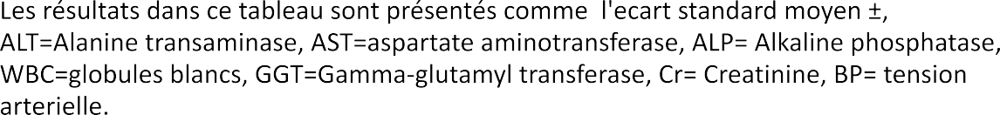 Les résultats dans ce tableau sont présentés comme  l'ecart standard moyen ±,
ALT=Alanine transaminase, AST=aspartate aminotransferase, ALP= Alkaline phosphatase,
WBC=globules blancs, GGT=Gamma-glutamyl transferase, Cr= Creatinine, BP= tension
arterielle.